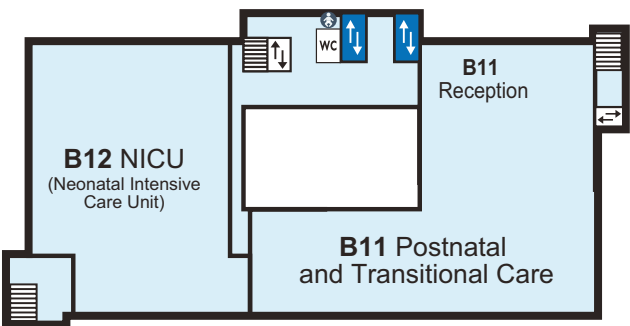 WC
B11
Reception
B12 NICU
(Neonatal Intensive
Care Unit)
B11 Postnatal
and Transitional Care